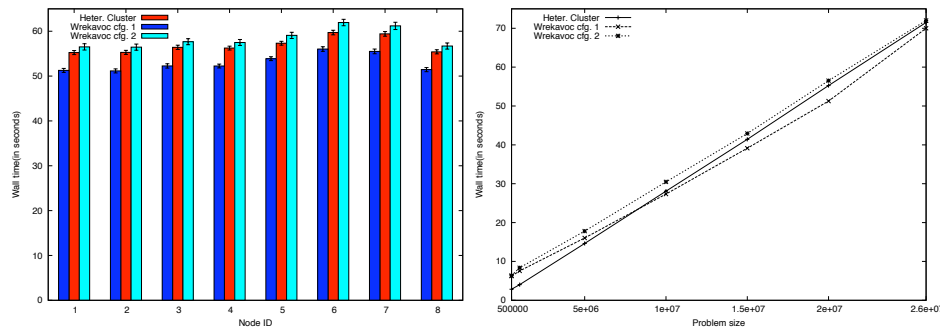 70
60
50
40
30
20
10
0
Wall time(in seconds)
Heter. Cluster
Wrekavoc cfg. 1
Wrekavoc cfg. 2
60
50
40
30
20
10
0
1 2 3 4 5 6 7 8
Node ID
Wall time(in seconds)
Heter. Cluster
Wrekavoc cfg. 1
Wrekavoc cfg. 2
500000 5e+06 1e+07 1.5e+07 2e+07 2.6e+07
Problem size